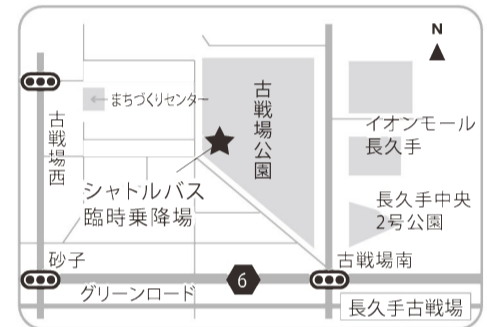 N
まちづくりセンター
古戦場西
古戦場公園
イオンモール
長久手
シャトルバス
臨時乗降場
長久手中央
2号公園
砂子
古戦場南
6
グリーンロード
長久手古戦場